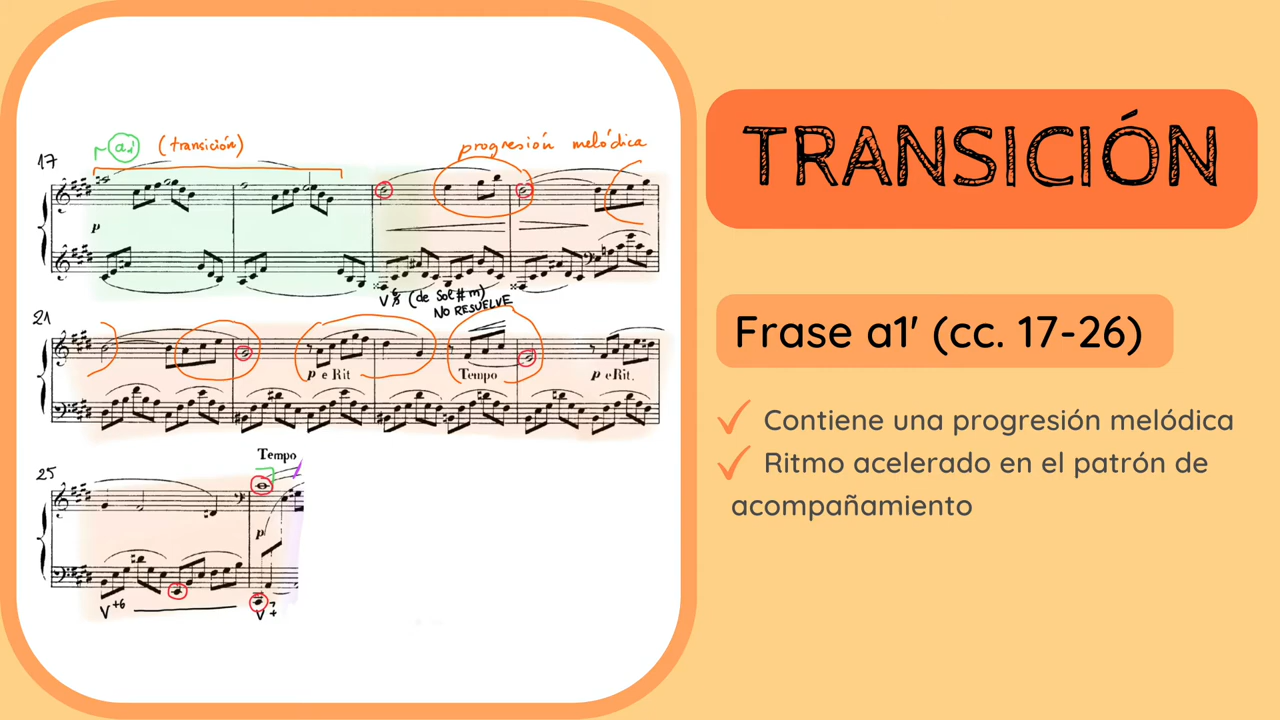 17
a1' (transición)
progresión melódica
p
V (de Sol#m)
NO RESUELVE
21
p e Rit
Tempo
p e Rit.
25
Tempo
p
V+6
V7+
TRANSICIÓN
Frase a1' (cc. 17-26)
Contiene una progresión melódica
Ritmo acelerado en el patrón de
acompañamiento